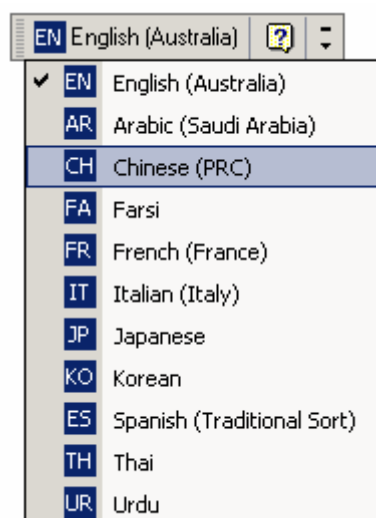 EN English (Australia) ?
EN English (Australia)
AR Arabic (Saudi Arabia)
CH Chinese (PRC)
FA Farsi
FR French (France)
IT Italian (Italy)
JP Japanese
KO Korean
ES Spanish (Traditional Sort)
TH Thai
UR Urdu